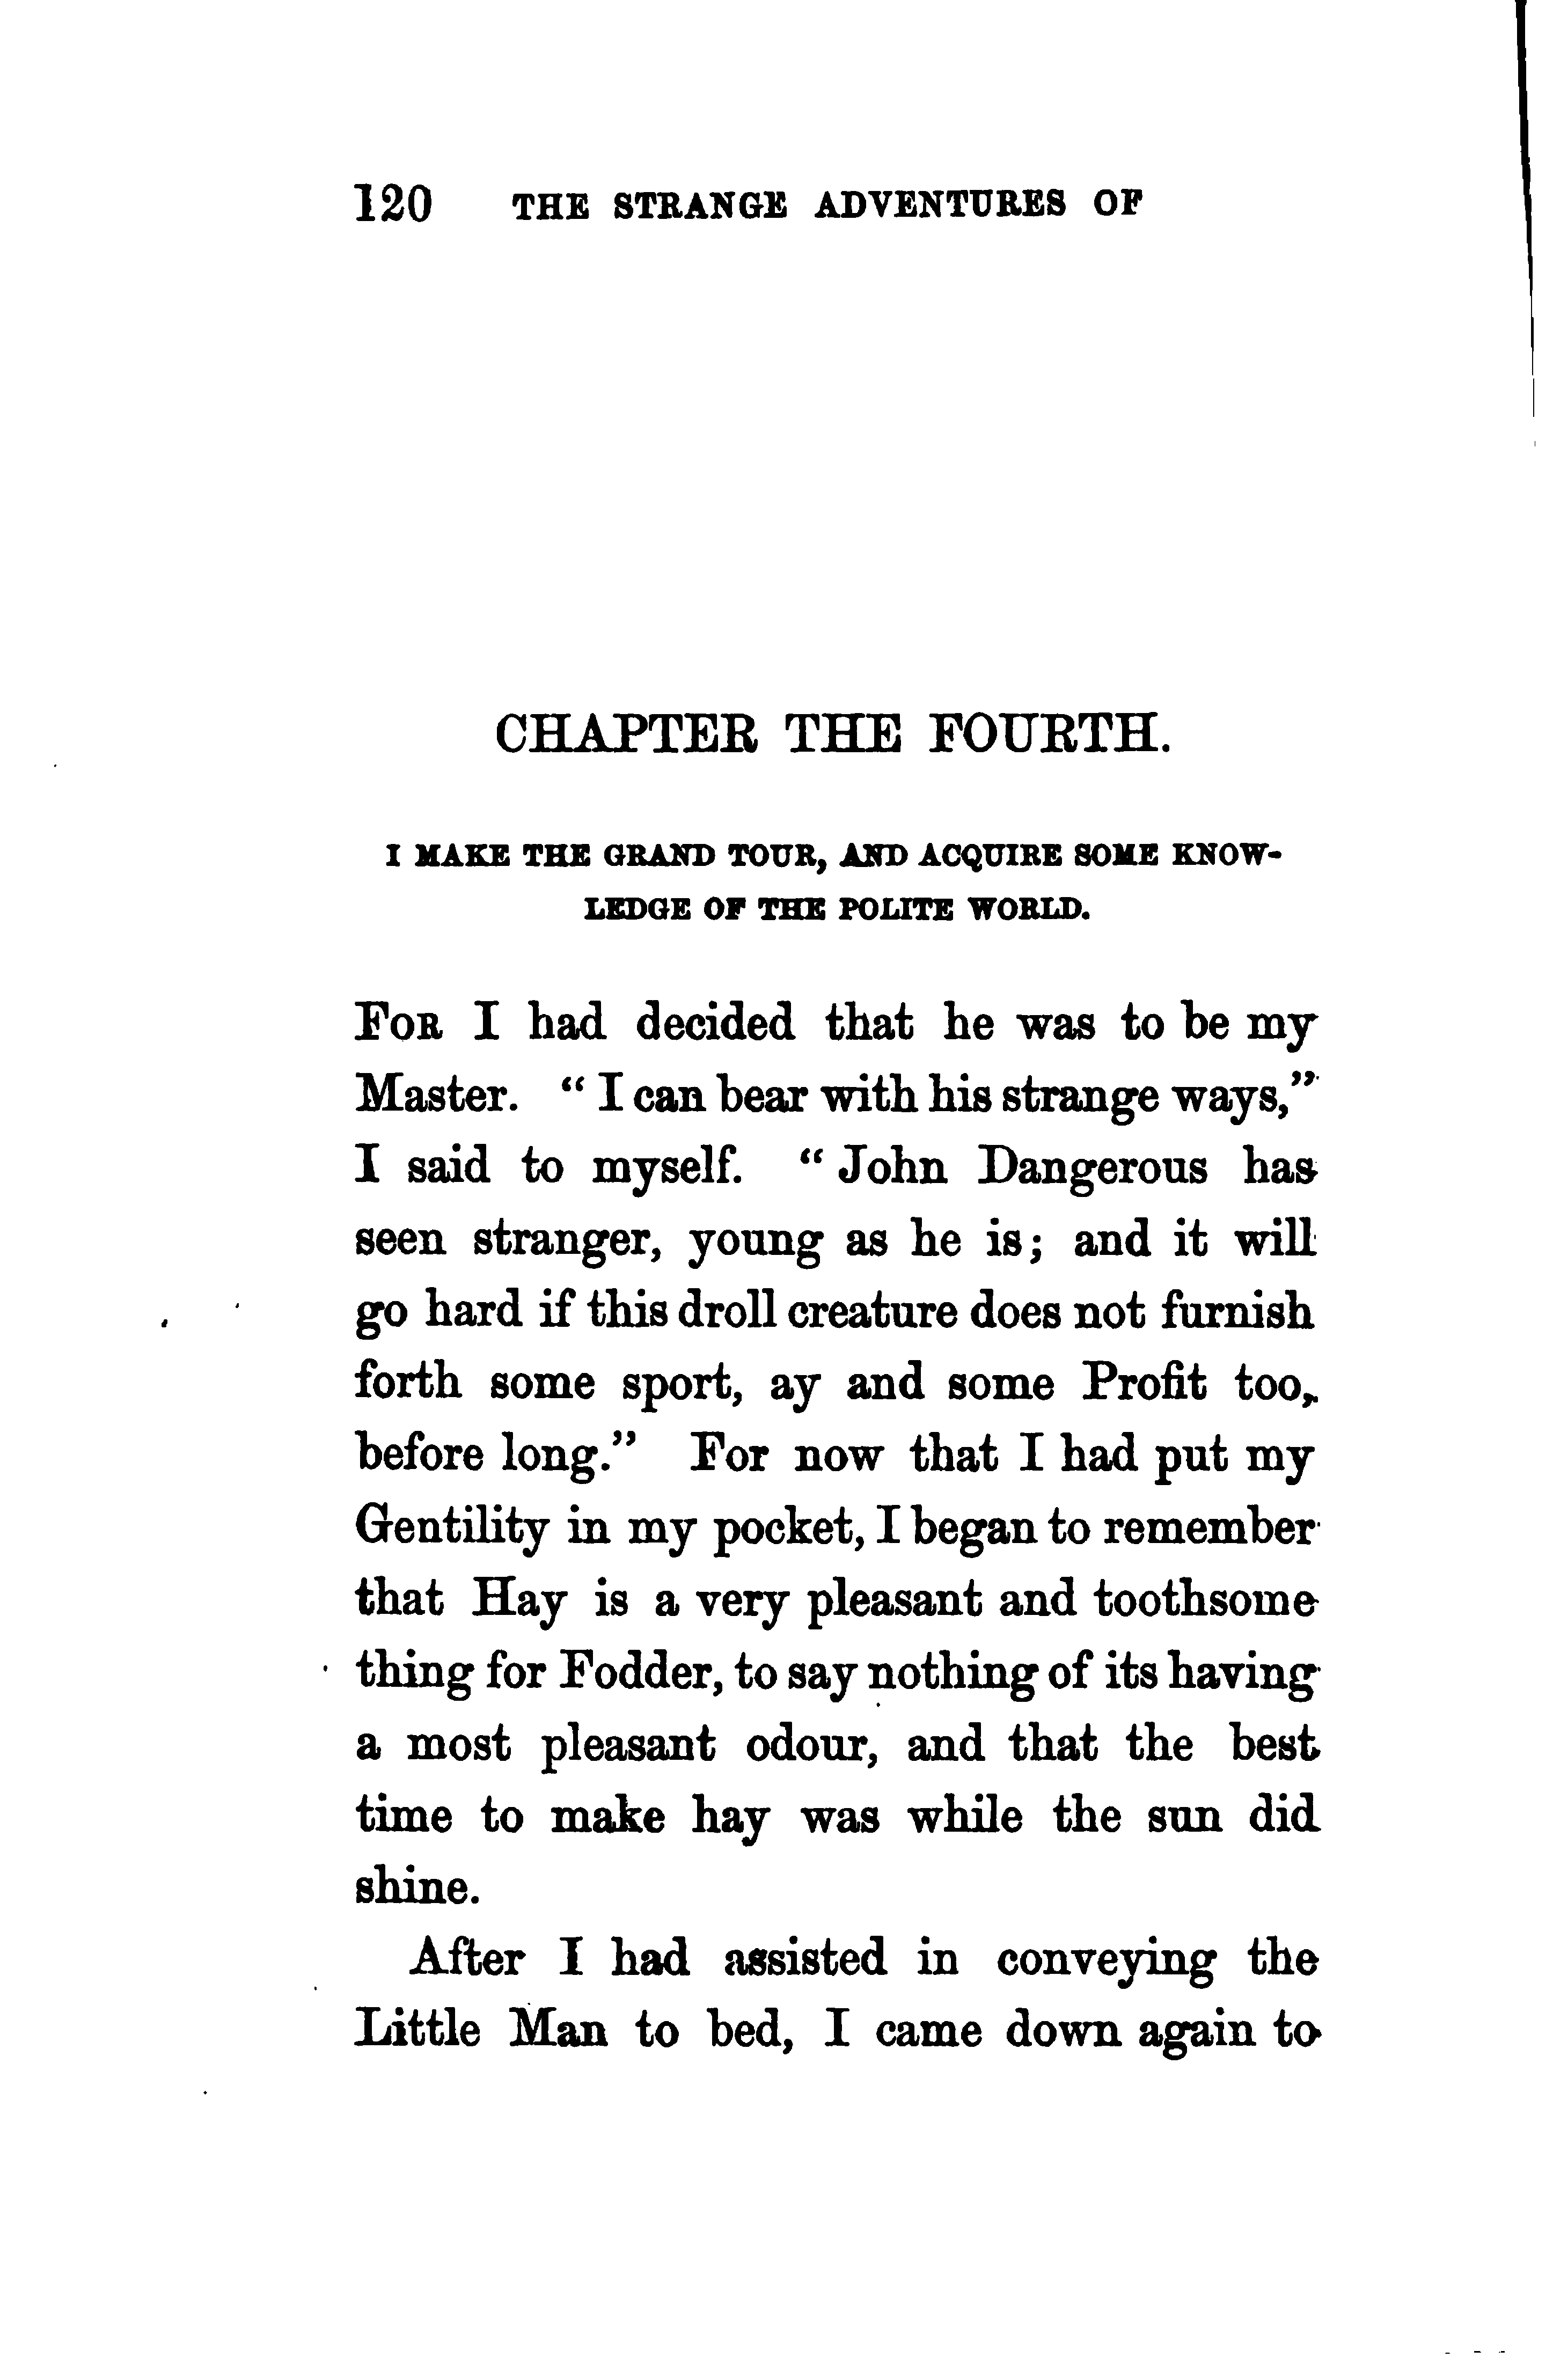 120 THE STRANGE ADVENTURES OF
CHAPTER THE FOURTH.
I MAKE THE GRAND TOUR, AND ACQUIRE SOME KNOW-
LEDGE OF THE POLITE WORLD.
FOR I had decided that he was to be my
Master. “I can bear with his strange ways,”
I said to myself. “John Dangerous has
seen stranger, young as he is; and it will
go hard if this droll creature does not furnish
forth some sport, ay and some Profit too,
before long.” For now that I had put my
Gentility in my pocket, I began to remember
that Hay is a very pleasant and toothsome
thing for Fodder, to say nothing of its having
a most pleasant odour, and that the best
time to make hay was while the sun did
shine.
After I had assisted in conveying the
Little Man to bed, I came down again to